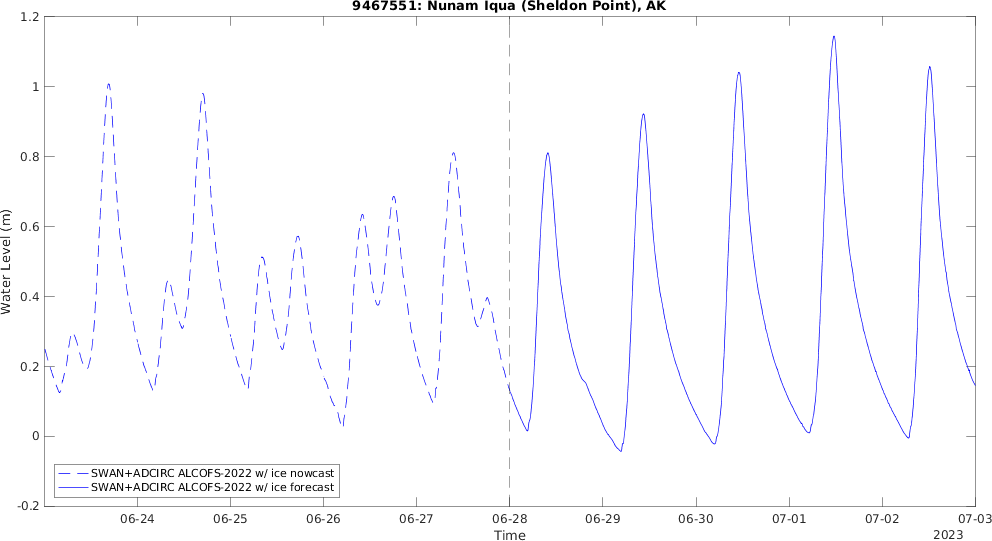 9467551: Nunam Iqua (Sheldon Point), AK
1.2
1
0.8
0.6
0.4
0.2
0
-0.2
Water Level (m)
SWAN+ADCIRC ALCOFS-2022 w/ ice nowcast
SWAN+ADCIRC ALCOFS-2022 w/ ice forecast
06-24 06-25 06-26 06-27 06-28 06-29 06-30 07-01 07-02 07-03
Time
2023